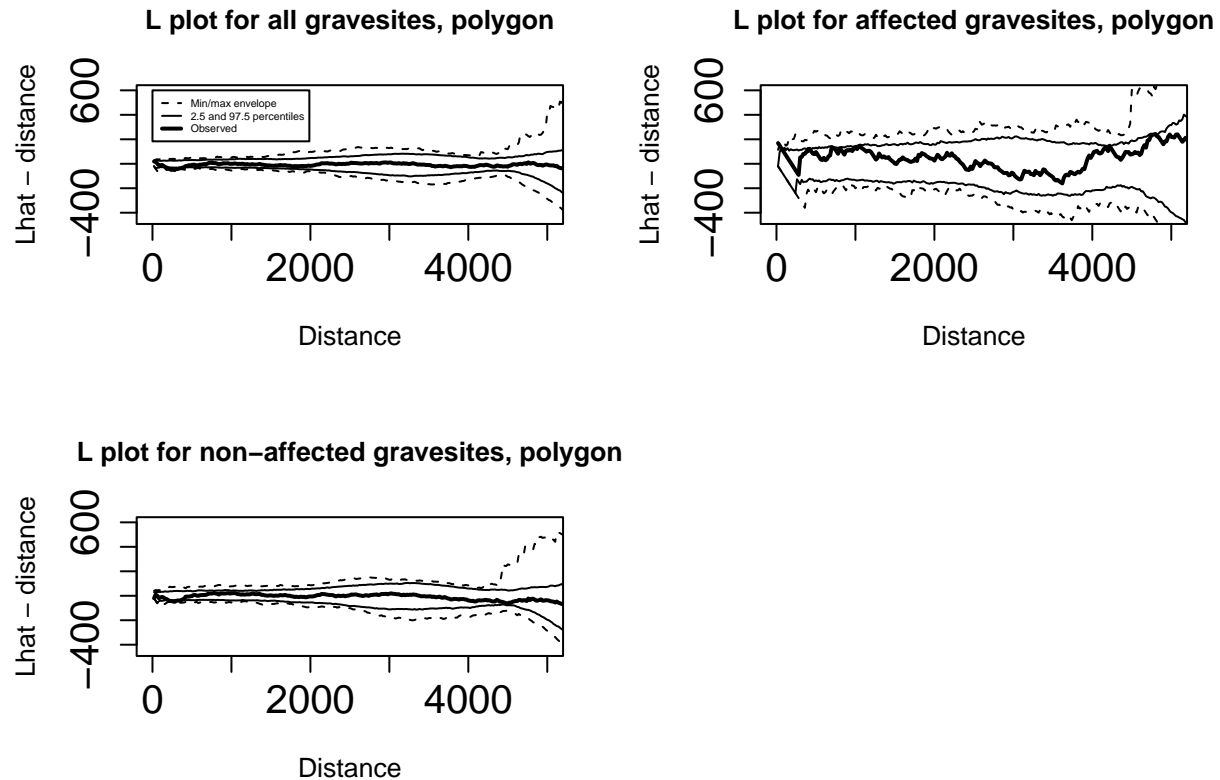 L plot for all gravesites, polygon
Lhat − distance
600
−400
Min/max envelope
2.5 and 97.5 percentiles
Observed
0 2000 4000
Distance
L plot for affected gravesites, polygon
Lhat − distance
600
−400
0 2000 4000
Distance
L plot for non−affected gravesites, polygon
Lhat − distance
600
−400
0 2000 4000
Distance